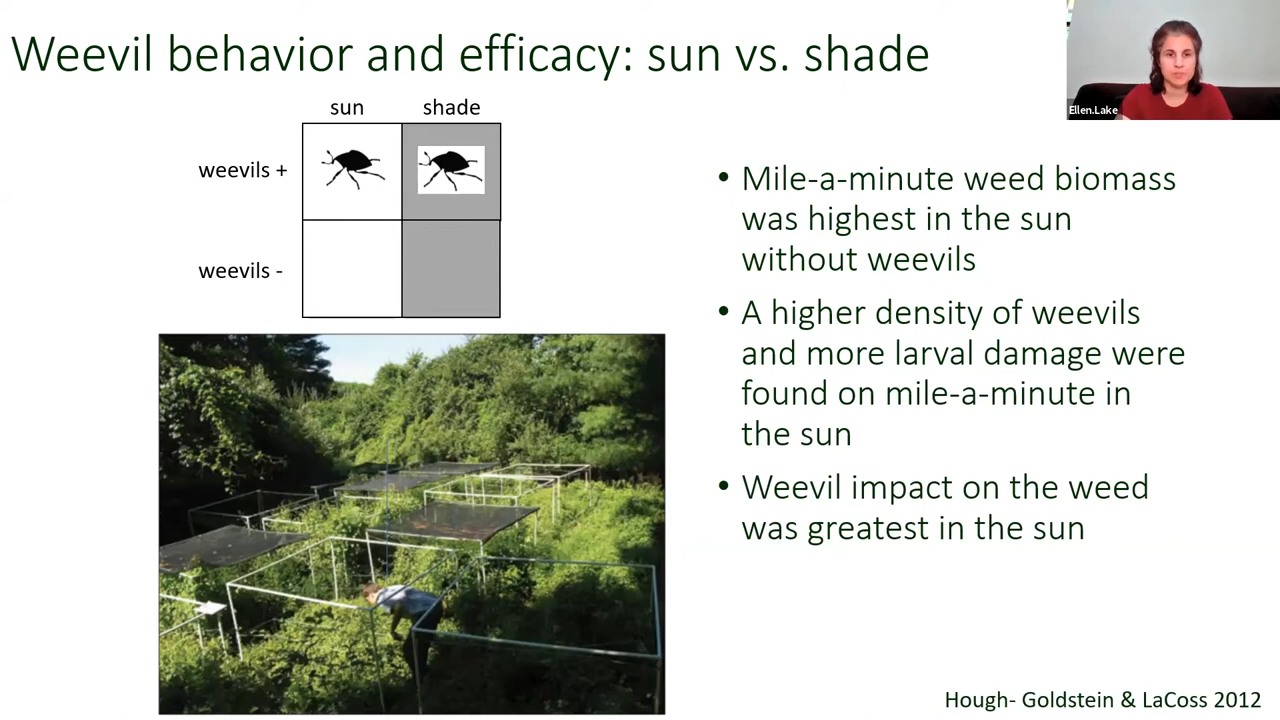 Weevil behavior and efficacy: sun vs. shade
Ellen.Lake
sun shade
weevils +
weevils -
• Mile-a-minute weed biomass
was highest in the sun
without weevils
• A higher density of weevils
and more larval damage were
found on mile-a-minute in
the sun
• Weevil impact on the weed
was greatest in the sun
Hough- Goldstein & LaCoss 2012